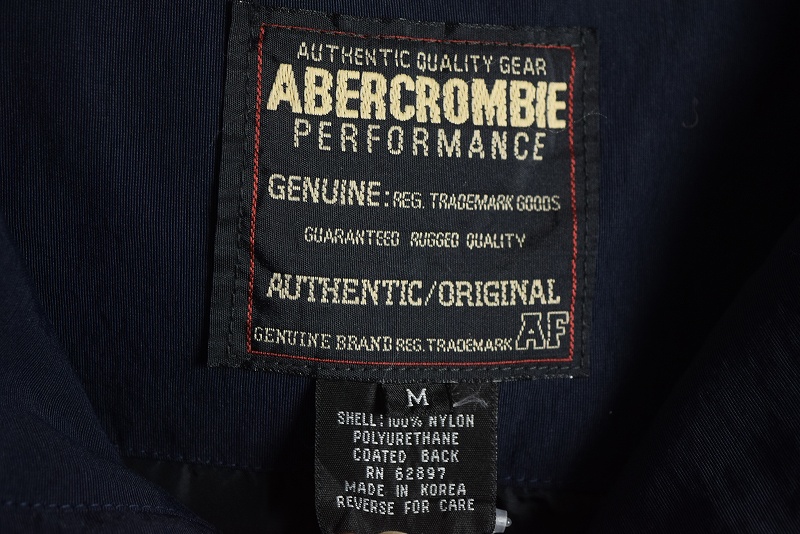 AUTHENTIC QUALITY GEAR
ABERCROMBIE
PERFORMANCE
GENUINE: REG. TRADEMARK GOODS
GUARANTEED RUGGED QUALITY
AUTHENTIC/ORIGINAL
GENUINE BRAND REG. TRADEMARK AF
M
SHELL: 100% NYLON
POLYURETHANE
COATED BACK
RN 62897
MADE IN KOREA
REVERSE FOR CARE